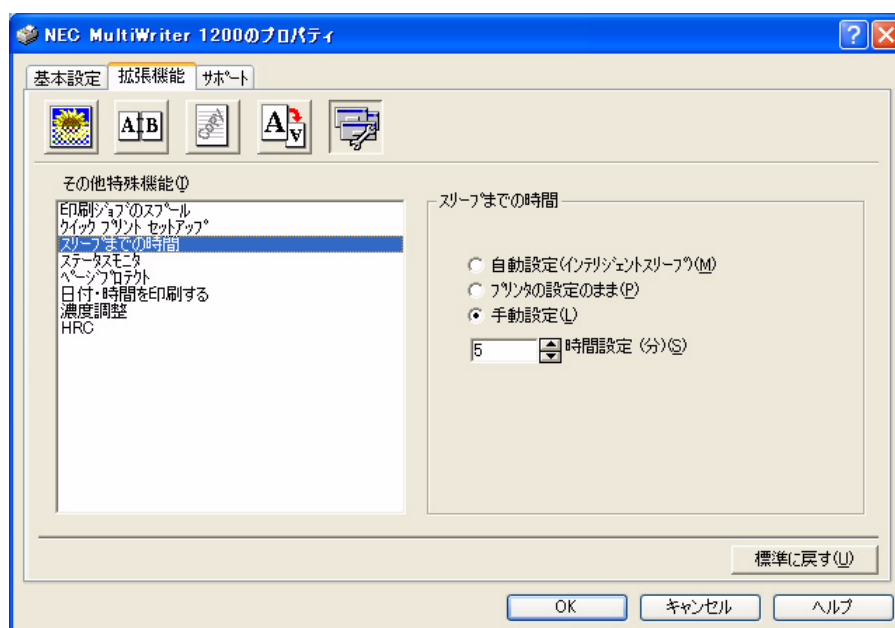 NEC MultiWriter 1200のプロパティ
基本設定 拡張機能 サポート
A B
Copy
A V
その他特殊機能(I)
印刷ジョブのスプール
クイック プリント セットアップ
スリープまでの時間
ステータスモニタ
ページプロテクト
日付・時間を印刷する
濃度調整
HRC
スリープまでの時間
自動設定(インテリジェントスリープ)(M)
プリンタの設定のまま(P)
手動設定(L)
5 時間設定 (分)(S)
標準に戻す(U)
OK キャンセル ヘルプ